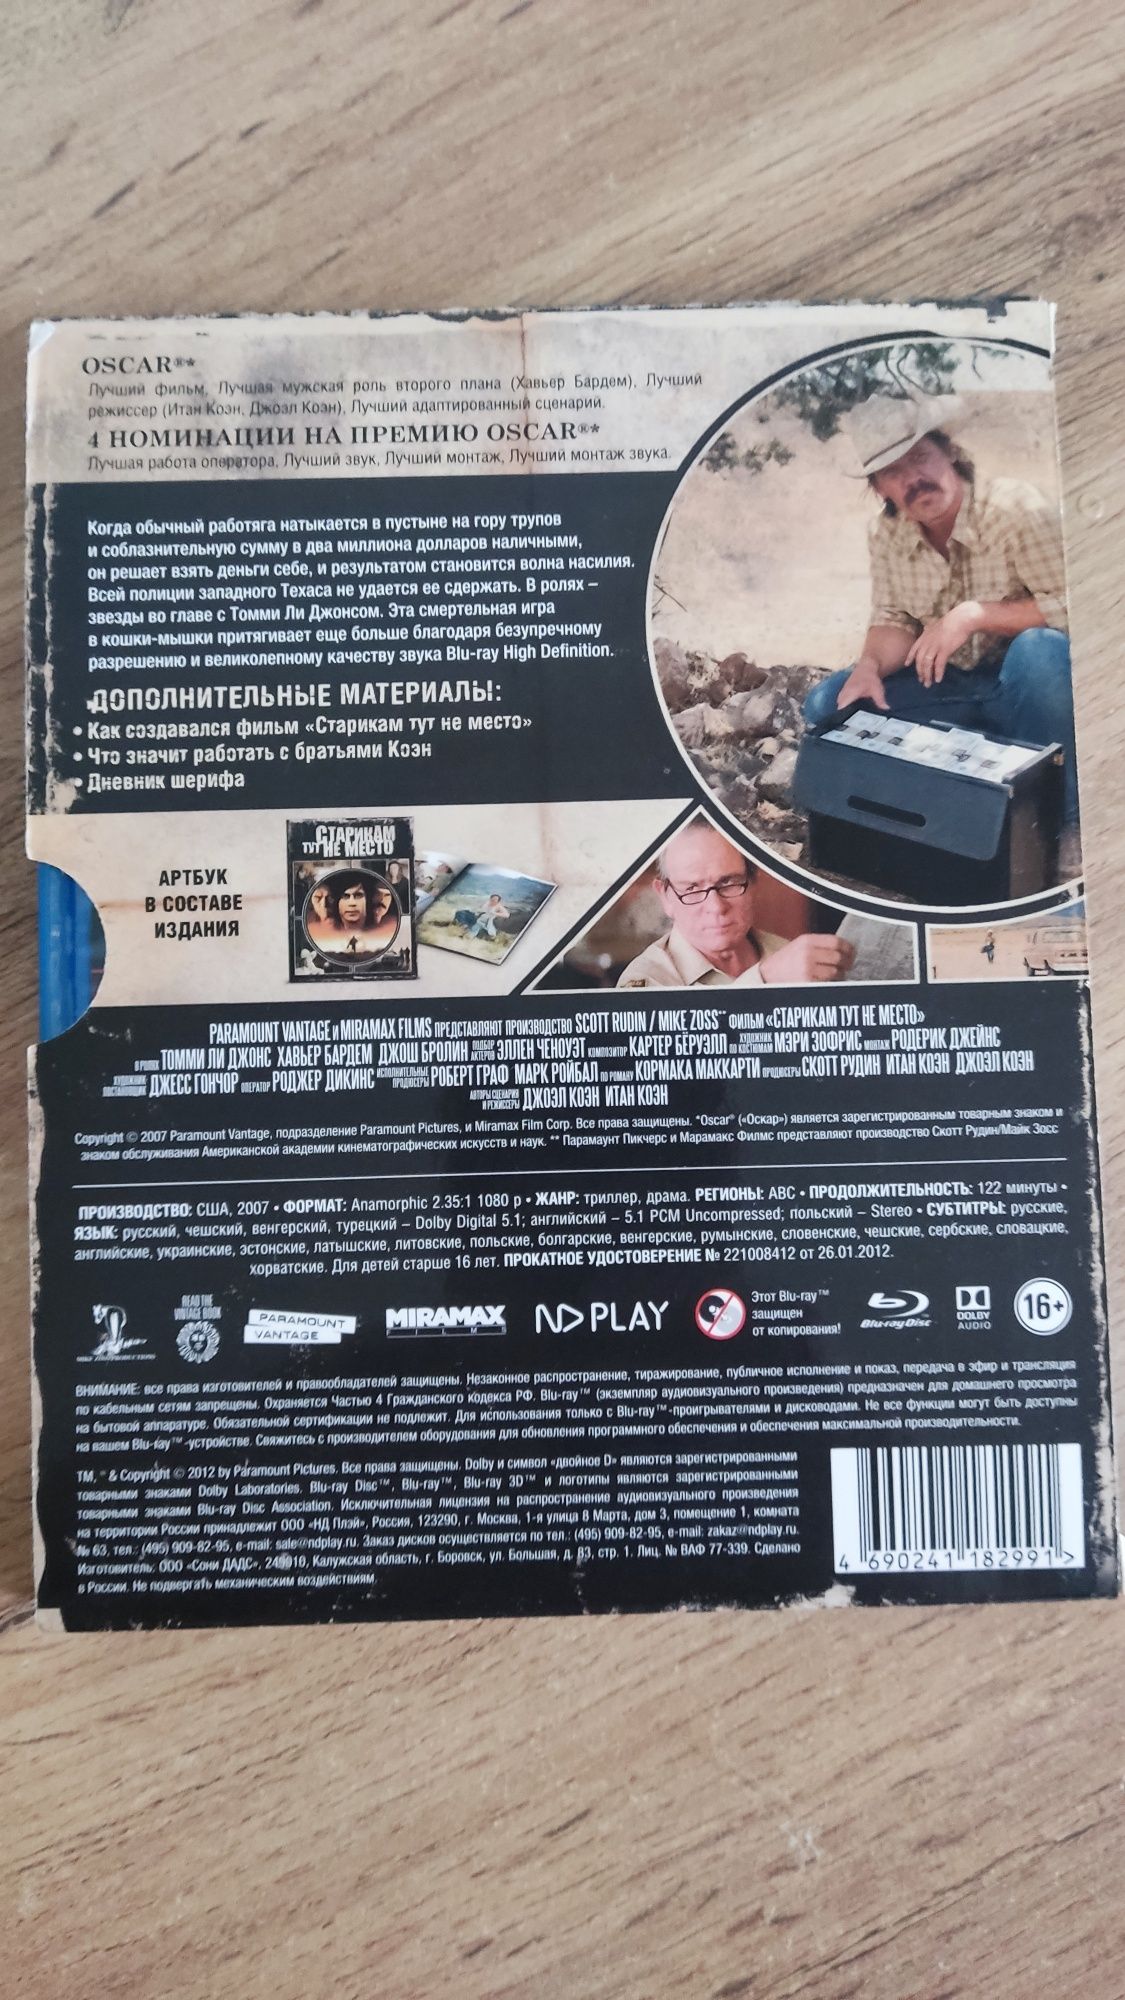 OSCAR®*
Лучший фильм, Лучшая мужская роль второго плана (Хавьер Бардем), Лучший
режиссер (Итан Коэн, Джоэл Коэн), Лучший адаптированный сценарий.
4 НОМИНАЦИИ НА ПРЕМИЮ OSCAR®*
Лучшая работа оператора, Лучший звук, Лучший монтаж, Лучший монтаж звука.
Когда обычный работяга натыкается в пустыне на гору трупов
и соблазнительную сумму в два миллиона долларов наличными,
он решает взять деньги себе, и результатом становится волна насилия.
Всей полиции западного Техаса не удается ее сдержать. В ролях –
звезды во главе с Томми Ли Джонсом. Эта смертельная игра
в кошки-мышки притягивает еще больше благодаря безупречному
разрешению и великолепному качеству звука Blu-ray High Definition.
ДОПОЛНИТЕЛЬНЫЕ МАТЕРИАЛЫ:
• Как создавался фильм «Старикам тут не место»
• Что значит работать с братьями Коэн
• Дневник шерифа
АРТБУК
В СОСТАВЕ
ИЗДАНИЯ
СТАРИКАМ
ТУТ НЕ МЕСТО
PARAMOUNT VANTAGE и MIRAMAX FILMS ПРЕДСТАВЛЯЮТ ПРОИЗВОДСТВО SCOTT RUDIN / MIKE ZOSS** ФИЛЬМ «СТАРИКАМ ТУТ НЕ МЕСТО»
В РОЛЯХ ТОММИ ЛИ ДЖОНС ХАВЬЕР БАРДЕМ ДЖОШ БРОЛИН ПОДБОР АКТЕРОВ ЭЛЛЕН ЧЕНОУЭТ КОМПОЗИТОР КАРТЕР БЁРУЭЛЛ ХУДОЖНИК ПО КОСТЮМАМ МЭРИ ЗОФРИС МОНТАЖ РОДЕРИК ДЖЕЙНС
ХУДОЖНИК ПОСТАНОВЩИК ДЖЕСС ГОНЧОР ОПЕРАТОР РОДЖЕР ДИКИНС ИСПОЛНИТЕЛЬНЫЕ ПРОДЮСЕРЫ РОБЕРТ ГРАФ МАРК РОЙБАЛ ПО РОМАНУ КОРМАКА МАККАРТИ ПРОДЮСЕРЫ СКОТТ РУДИН ИТАН КОЭН ДЖОЭЛ КОЭН
АВТОРЫ СЦЕНАРИЯ И РЕЖИССЕРЫ ДЖОЭЛ КОЭН ИТАН КОЭН
Copyright © 2007 Paramount Vantage, подразделение Paramount Pictures, и Miramax Film Corp. Все права защищены. *Oscar® («Оскар») является зарегистрированным товарным знаком и
знаком обслуживания Американской академии кинематографических искусств и наук. ** Парамаунт Пикчерс и Марамакс Филмс представляют производство Скотт Рудин/Майк Зосс
ПРОИЗВОДСТВО: США, 2007 • ФОРМАТ: Anamorphic 2.35:1 1080 p • ЖАНР: триллер, драма. РЕГИОНЫ: ABC • ПРОДОЛЖИТЕЛЬНОСТЬ: 122 минуты •
ЯЗЫК: русский, чешский, венгерский, турецкий – Dolby Digital 5.1; английский – 5.1 PCM Uncompressed; польский – Stereo • СУБТИТРЫ: русские,
английские, украинские, эстонские, латышские, литовские, польские, болгарские, венгерские, румынские, словенские, чешские, сербские, словацкие,
хорватские. Для детей старше 16 лет. ПРОКАТНОЕ УДОСТОВЕРЕНИЕ № 221008412 от 26.01.2012.
MIKE ZOSS PRODUCTIONS
READ THE
VINTAGE BOOK
PARAMOUNT
VANTAGE
MIRAMAX
FILMS
ND PLAY
Этот Blu-ray™
защищен
от копирования!
Blu-ray Disc
DOLBY
AUDIO
16+
ВНИМАНИЕ: все права изготовителей и правообладателей защищены. Незаконное распространение, тиражирование, публичное исполнение и показ, передача в эфир и трансляция
по кабельным сетям запрещены. Охраняется Частью 4 Гражданского кодекса РФ. Blu-ray™ (экземпляр аудиовизуального произведения) предназначен для домашнего просмотра
на бытовой аппаратуре. Обязательной сертификации не подлежит. Для использования только с Blu-ray™-проигрывателями и дисководами. Не все функции могут быть доступны
на вашем Blu-ray™-устройстве. Свяжитесь с производителем оборудования для обновления программного обеспечения и обеспечения максимальной производительности.
TM, ® & Copyright © 2012 by Paramount Pictures. Все права защищены. Dolby и символ «двойное D» являются зарегистрированными
товарными знаками Dolby Laboratories. Blu-ray Disc™, Blu-ray™, Blu-ray 3D™ и логотипы являются зарегистрированными
товарными знаками Blu-ray Disc Association. Исключительная лицензия на распространение аудиовизуального произведения
на территории России принадлежит ООО «НД Плэй», Россия, 123290, г. Москва, 1-я улица 8 Марта, дом 3, помещение 1, комната
№ 63, тел.: (495) 909-82-95, e-mail: sale@ndplay.ru. Заказ дисков осуществляется по тел.: (495) 909-82-95, e-mail: zakaz@ndplay.ru.
Изготовитель: ООО «Сони ДАДС», 249010, Калужская область, г. Боровск, ул. Большая, д. 83, стр. 1. Лиц. № ВАФ 77-339. Сделано
в России. Не подвергать механическим воздействиям.
4 690241 182991 >